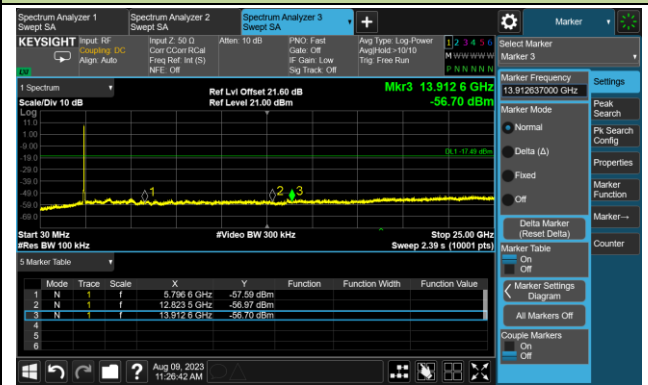 Spectrum Analyzer 1
Swept SA
Spectrum Analyzer 2
Swept SA
Spectrum Analyzer 3
Swept SA
Marker
KEYSIGHT
Input: RF
Coupling: DC
Align: Auto
Input Z: 50 Ω
Corr CCorr RCal
Freq Ref: Int (S)
NFE: Off
Atten: 10 dB
PNO: Fast
Gate: Off
IF Gain: Low
Sig Track: Off
Avg Type: Log-Power
Avg|Hold:>10/10
Trig: Free Run
1 2 3 4 5 6
M W W W W W
P N N N N N
Select Marker
Marker 3
1 Spectrum
Scale/Div 10 dB
Log
Ref Lvl Offset 21.60 dB
Ref Level 21.00 dBm
Mkr3 13.912 6 GHz
-56.70 dBm
11.0
1.00
-9.00
-19.0
-29.0
-39.0
-49.0
-59.0
-69.0
DL1 -17.49 dBm
1
2
3
Start 30 MHz
#Res BW 100 kHz
#Video BW 300 kHz
Stop 25.00 GHz
Sweep 2.39 s (10001 pts)
5 Marker Table
Mode Trace Scale X Y Function Function Width Function Value
1 N 1 f 5.796 6 GHz -57.59 dBm
2 N 1 f 12.823 5 GHz -56.97 dBm
3 N 1 f 13.912 6 GHz -56.70 dBm
4
5
6
Marker Frequency
13.912637000 GHz
Marker Mode
Normal
Delta (Δ)
Fixed
Off
Delta Marker
(Reset Delta)
Marker Table
On
Off
Marker Settings
Diagram
All Markers Off
Couple Markers
On
Off
Settings
Peak
Search
Pk Search
Config
Properties
Marker
Function
Marker→
Counter
?
Aug 09, 2023
11:26:42 AM